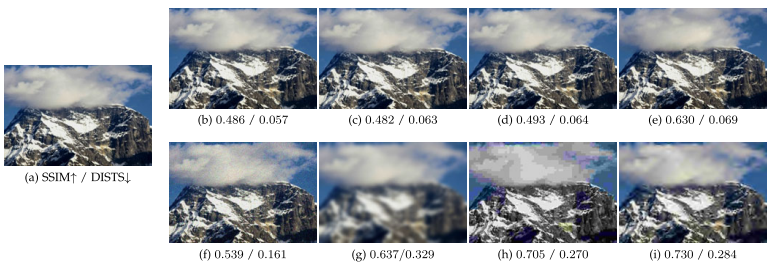 (b) 0.486 / 0.057
(c) 0.482 / 0.063
(d) 0.493 / 0.064
(e) 0.630 / 0.069
(a) SSIM↑ / DISTS↓
(f) 0.539 / 0.161
(g) 0.637/0.329
(h) 0.705 / 0.270
(i) 0.730 / 0.284